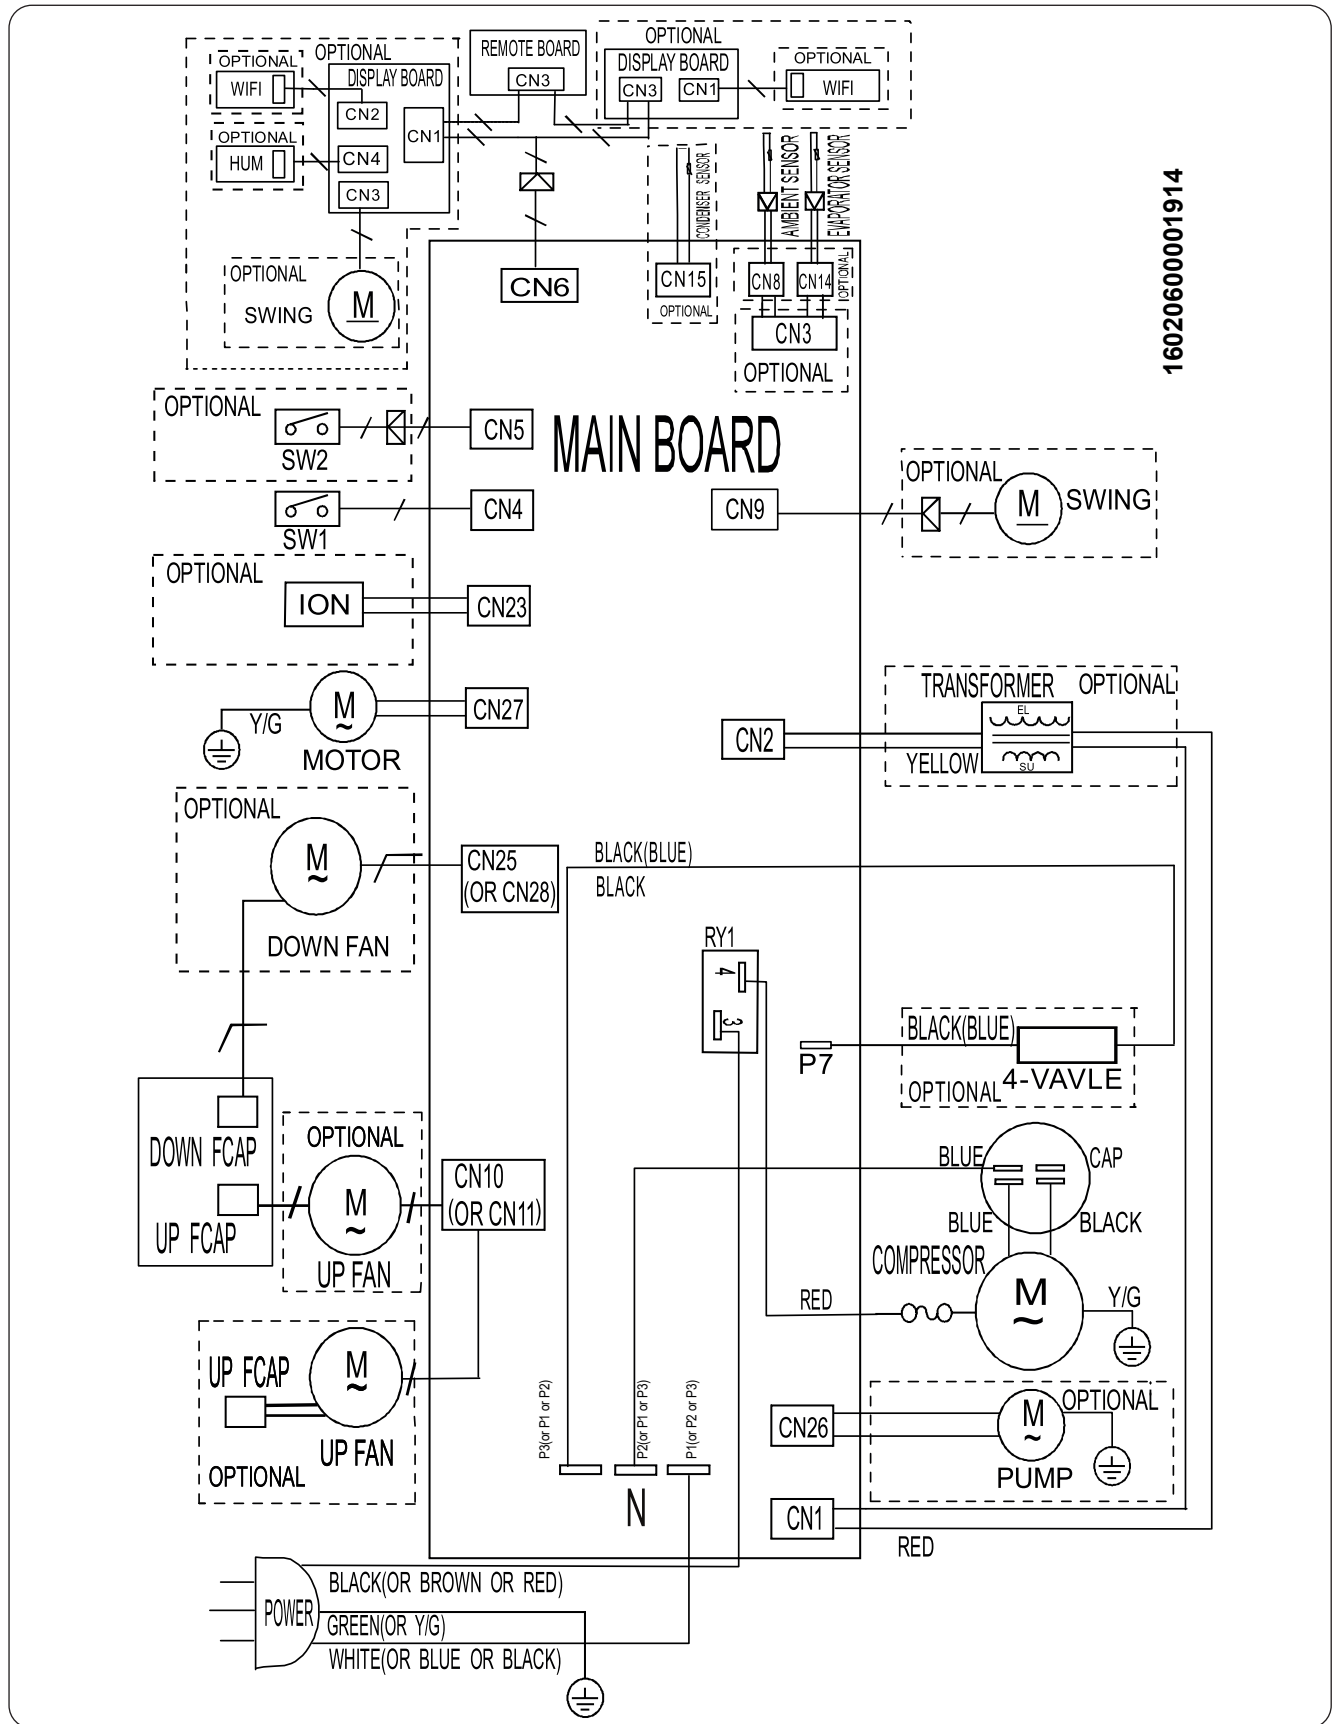 OPTIONAL
OPTIONAL
DISPLAY BOARD
WIFI
CN2
OPTIONAL
HUM
CN4
CN3
CN1
REMOTE BOARD
CN3
OPTIONAL
DISPLAY BOARD
CN3
CN1
OPTIONAL
WIFI
OPTIONAL
SWING
M
CN6
CONDENSER SENSOR
CN15
OPTIONAL
AMBIENT SENSOR
EVAPORATOR SENSOR
CN8
CN14
OPTIONAL
CN3
OPTIONAL
1602060001914
OPTIONAL
SW2
CN5
MAIN BOARD
SW1
CN4
CN9
OPTIONAL
M
SWING
OPTIONAL
ION
CN23
Y/G
M
~
MOTOR
CN27
CN2
TRANSFORMER
OPTIONAL
EL
SU
YELLOW
OPTIONAL
M
~
DOWN FAN
CN25
(OR CN28)
BLACK(BLUE)
BLACK
RY1
4
3
P7
BLACK(BLUE)
4-VAVLE
OPTIONAL
DOWN FCAP
UP FCAP
OPTIONAL
M
~
UP FAN
CN10
(OR CN11)
BLUE
CAP
BLUE
BLACK
COMPRESSOR
RED
M
~
Y/G
UP FCAP
M
~
UP FAN
OPTIONAL
P3(or P1 or P2)
P2(or P1 or P3)
P1(or P2 or P3)
N
CN26
OPTIONAL
M
~
PUMP
CN1
RED
POWER
BLACK(OR BROWN OR RED)
GREEN(OR Y/G)
WHITE(OR BLUE OR BLACK)